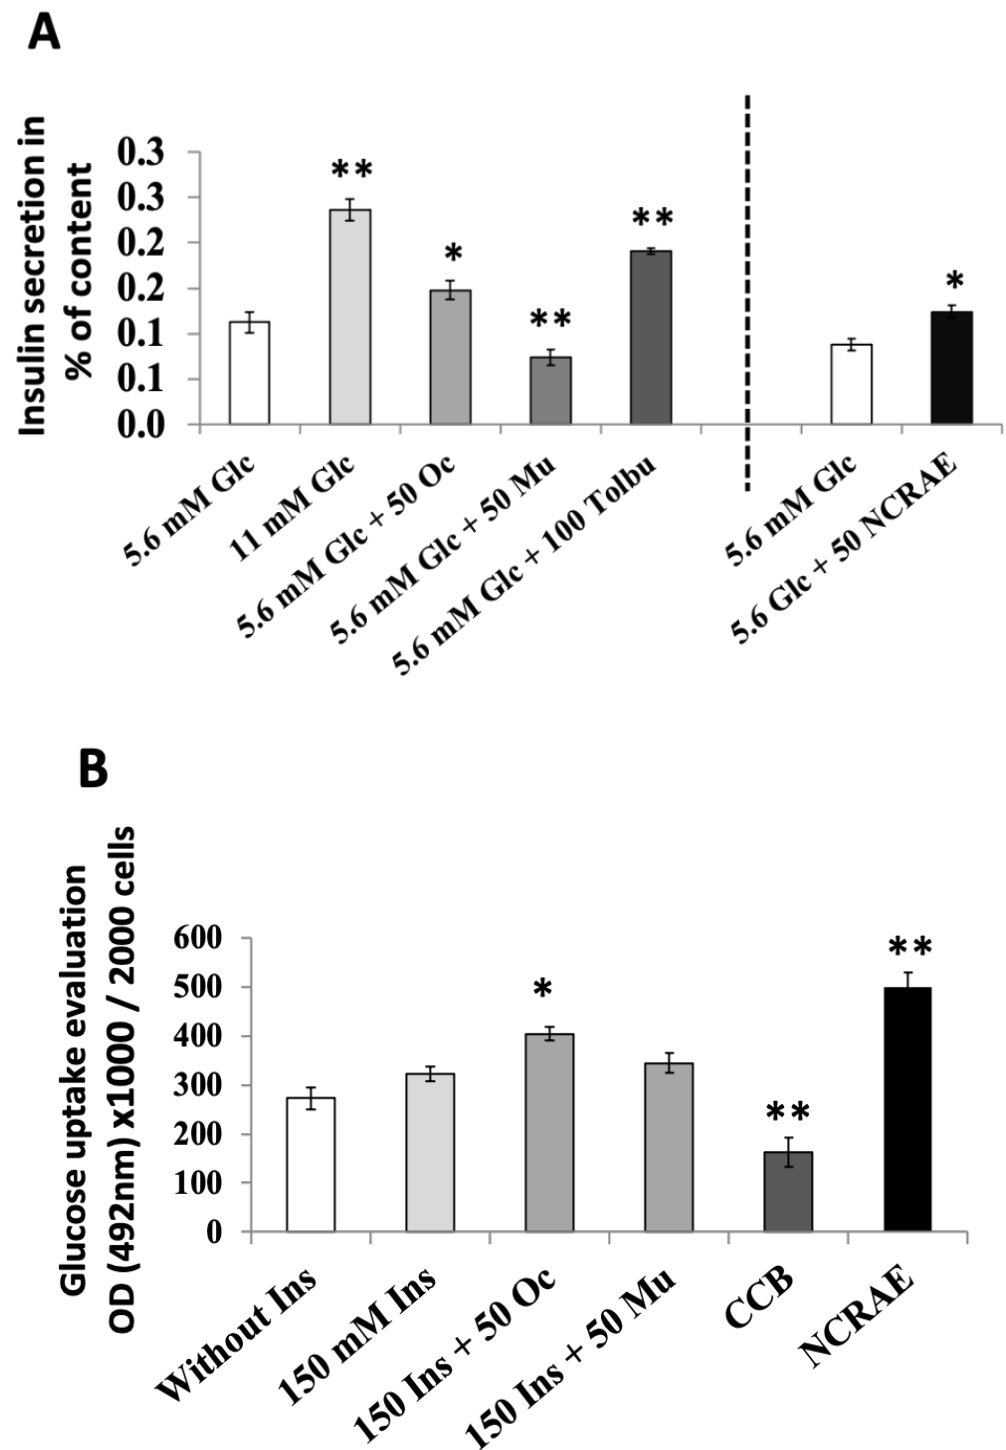 A
Insulin secretion in
% of content
0.3
0.3
0.2
0.2
0.1
0.1
0.0
**
*
**
**
*
5.6 mM Glc
11 mM Glc
5.6 mM Glc + 50 Oc
5.6 mM Glc + 50 Mu
5.6 mM Glc + 100 Tolbu
5.6 mM Glc
5.6 Glc + 50 NCRAE
B
Glucose uptake evaluation
OD (492nm) x1000 / 2000 cells
600
500
400
300
200
100
0
*
**
**
Without Ins
150 mM Ins
150 Ins + 50 Oc
150 Ins + 50 Mu
CCB
NCRAE